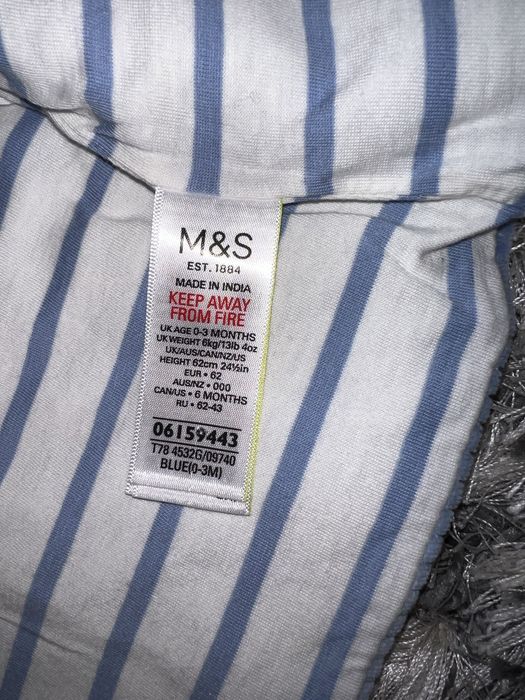 M&S
EST. 1884
MADE IN INDIA
KEEP AWAY
FROM FIRE
UK AGE 0-3 MONTHS
UK WEIGHT 6kg/13lb 4oz
UK/AUS/CAN/NZ/US
HEIGHT 62cm 24½in
EUR • 62
AUS/NZ • 000
CAN/US • 6 MONTHS
RU • 62-43
06159443
T78 4532G/09740
BLUE(0-3M)